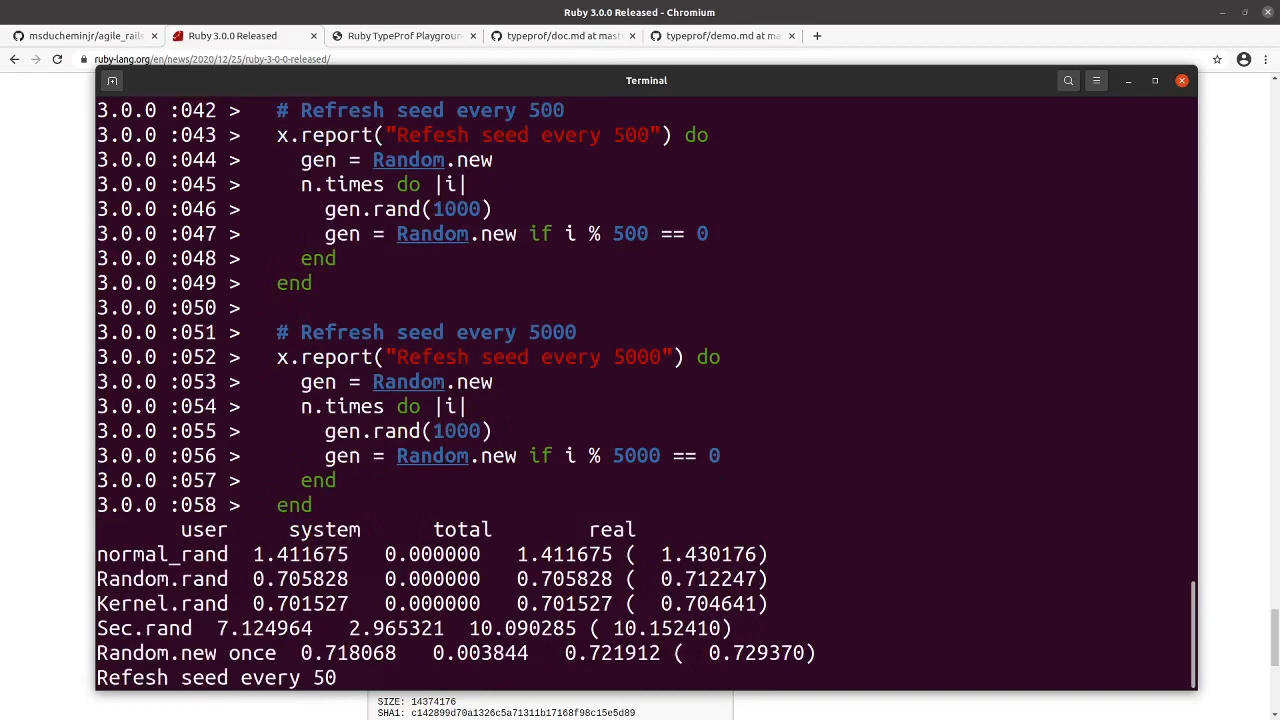 Ruby 3.0.0 Released - Chromium
msducheminjr/agile_rails
Ruby 3.0.0 Released
Ruby TypeProf Playground
typeprof/doc.md at mast
typeprof/demo.md at ma
ruby-lang.org/en/news/2020/12/25/ruby-3-0-0-released/
Terminal
3.0.0 :042 >   # Refresh seed every 500
3.0.0 :043 >   x.report("Refesh seed every 500") do
3.0.0 :044 >     gen = Random.new
3.0.0 :045 >     n.times do |i|
3.0.0 :046 >       gen.rand(1000)
3.0.0 :047 >       gen = Random.new if i % 500 == 0
3.0.0 :048 >     end
3.0.0 :049 >   end
3.0.0 :050 >
3.0.0 :051 >   # Refresh seed every 5000
3.0.0 :052 >   x.report("Refesh seed every 5000") do
3.0.0 :053 >     gen = Random.new
3.0.0 :054 >     n.times do |i|
3.0.0 :055 >       gen.rand(1000)
3.0.0 :056 >       gen = Random.new if i % 5000 == 0
3.0.0 :057 >     end
3.0.0 :058 >   end
       user     system      total        real
normal_rand  1.411675   0.000000   1.411675 (  1.430176)
Random.rand  0.705828   0.000000   0.705828 (  0.712247)
Kernel.rand  0.701527   0.000000   0.701527 (  0.704641)
Sec.rand  7.124964   2.965321  10.090285 ( 10.152410)
Random.new once  0.718068   0.003844   0.721912 (  0.729370)
Refesh seed every 50
SIZE: 14374176
SHA1: c142899d70a1326c5a71311b17168f98c15e5d89